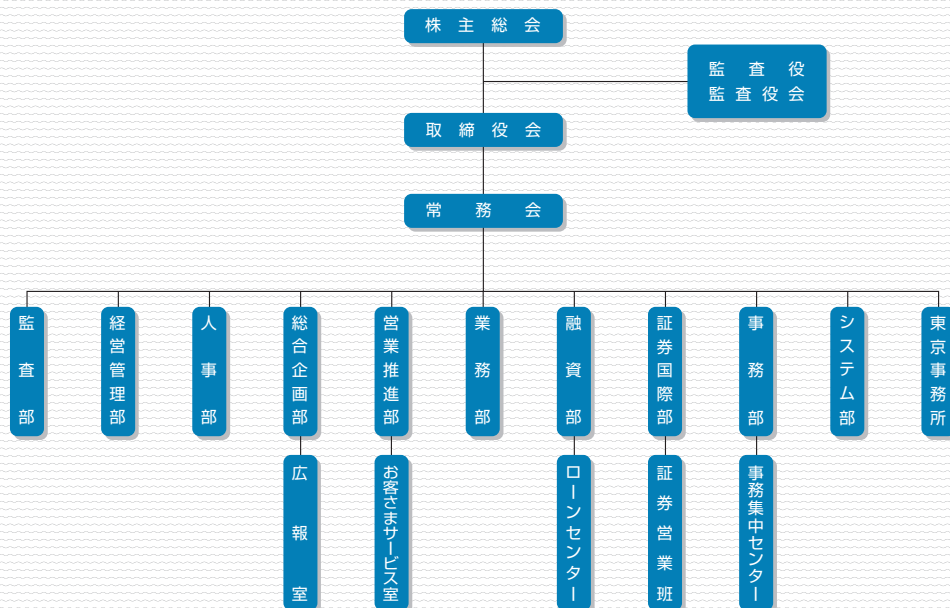 株主総会
監査役
監査役会
取締役会
常務会
監査部
経営管理部
人事部
総合企画部
営業推進部
業務部
融資部
証券国際部
事務部
システム部
東京事務所
広報室
お客さまサービス室
ローンセンター
証券営業班
事務集中センター